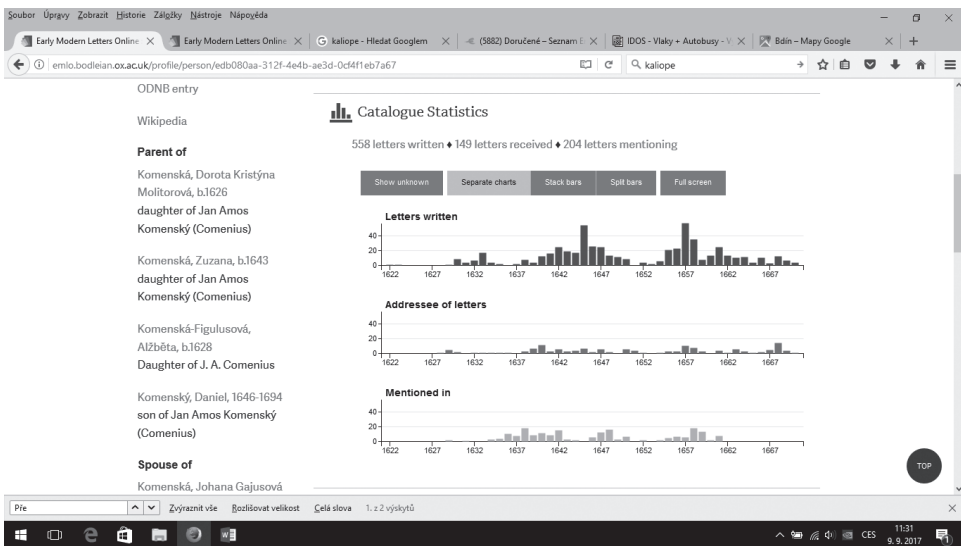 Soubor Úpravy Zobrazit Historie Záložky Nástroje Nápověda
Early Modern Letters Online
Early Modern Letters Online
kaliope - Hledat Googlem
(5882) Doručené – Seznam E
IDOS - Vlaky + Autobusy - V
Bdín – Mapy Google
emlo.bodleian.ox.ac.uk/profile/person/edb080aa-312f-4e4b-ae3d-0cf4f1eb7a67
kaliope
ODNB entry
Wikipedia
Parent of
Komenská, Dorota Kristýna
Molitorová, b.1626
daughter of Jan Amos
Komenský (Comenius)
Komenská, Zuzana, b.1643
daughter of Jan Amos
Komenský (Comenius)
Komenská-Figulusová,
Alžběta, b.1628
Daughter of J. A. Comenius
Komenský, Daniel, 1646-1694
son of Jan Amos Komenský
(Comenius)
Spouse of
Komenská, Johana Gajusová
Catalogue Statistics
558 letters written ♦ 149 letters received ♦ 204 letters mentioning
Show unknown Separate charts Stack bars Split bars Full screen
Letters written
40
20
0
1622 1627 1632 1637 1642 1647 1652 1657 1662 1667
Addressee of letters
40
20
0
1622 1627 1632 1637 1642 1647 1652 1657 1662 1667
Mentioned in
40
20
0
1622 1627 1632 1637 1642 1647 1652 1657 1662 1667
TOP
Pře Zvýraznit vše Rozlišovat velikost Celá slova 1. z 2 výskytů
CES
11:31
9. 9. 2017